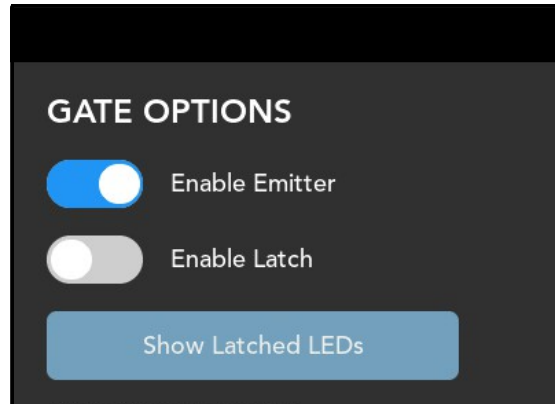 GATE OPTIONS
Enable Emitter
Enable Latch
Show Latched LEDs